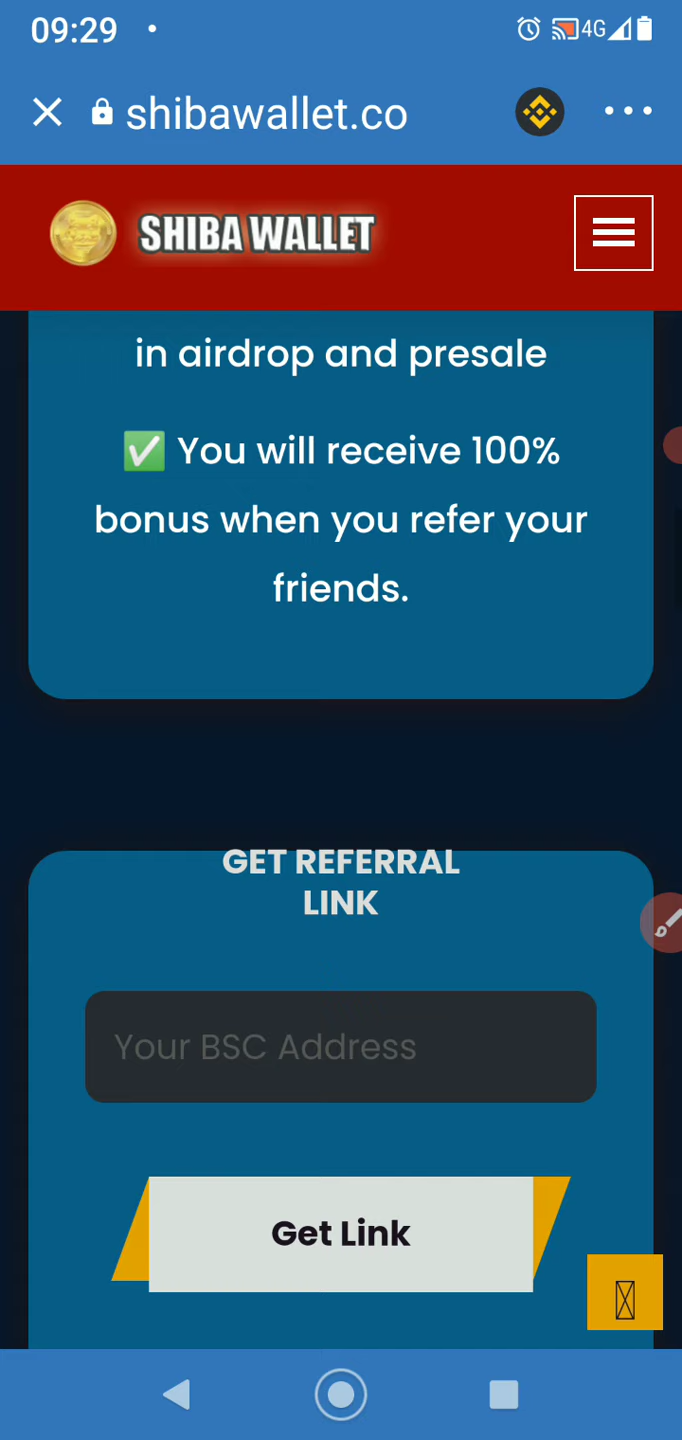 09:29
4G
shibawallet.co
SHIBA WALLET
in airdrop and presale
✅ You will receive 100%
bonus when you refer your
friends.
GET REFERRAL
LINK
Your BSC Address
Get Link